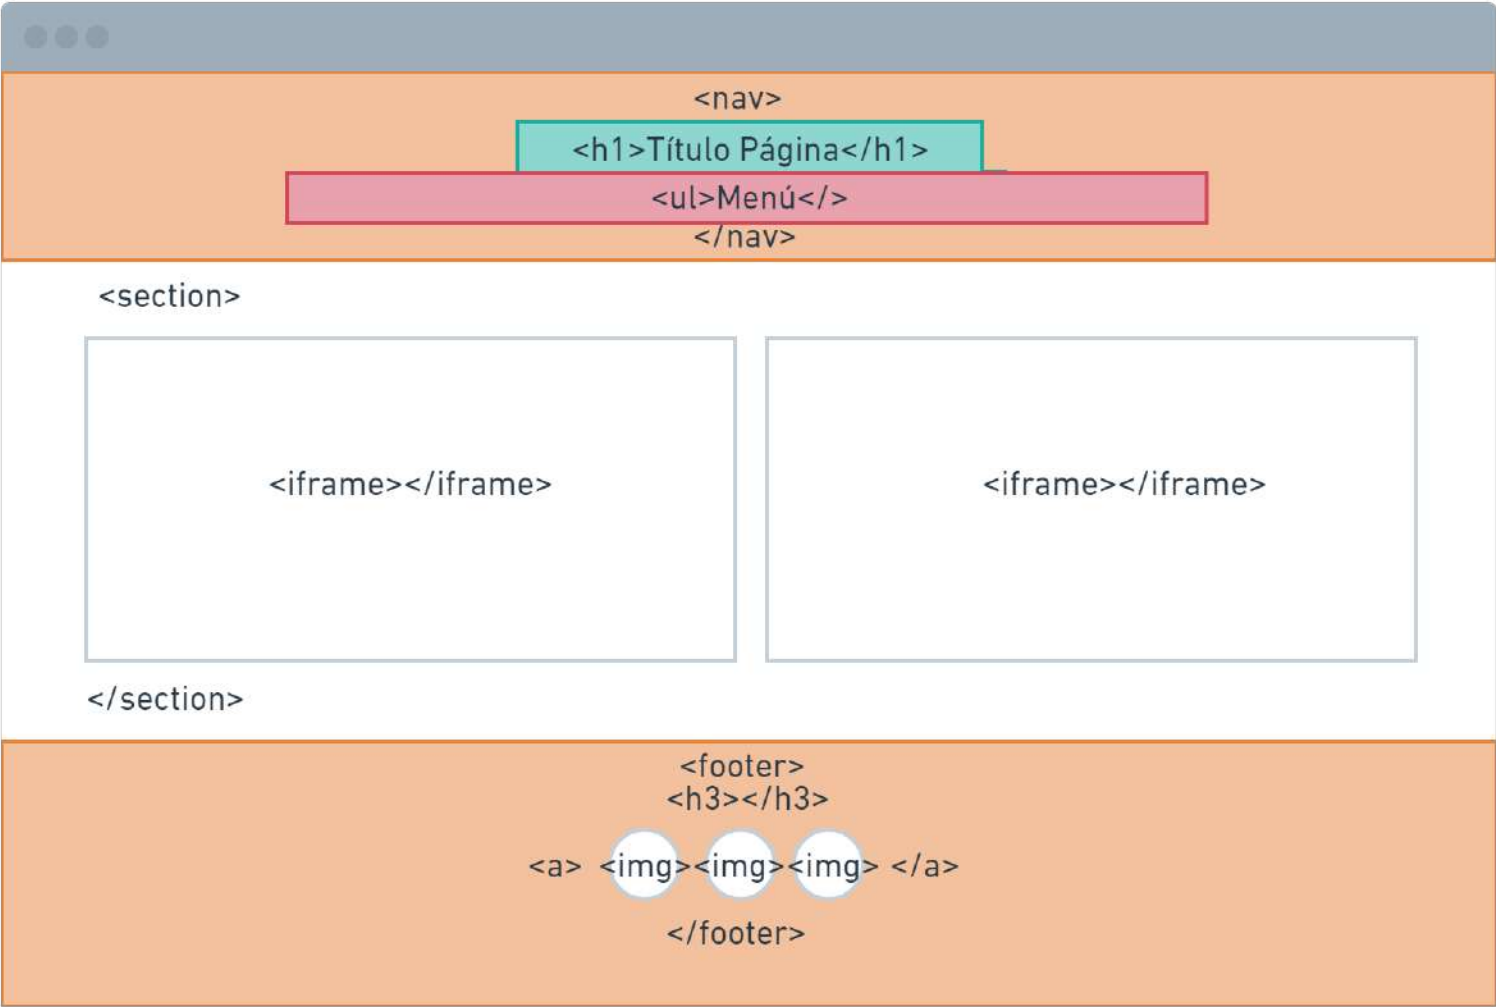 <nav>
<h1>Título Página</h1>
<ul>Menú</>
</nav>
<section>
<iframe></iframe> <iframe></iframe>
</section>
<footer>
<h3></h3>
<a> <img><img><img> </a>
</footer>